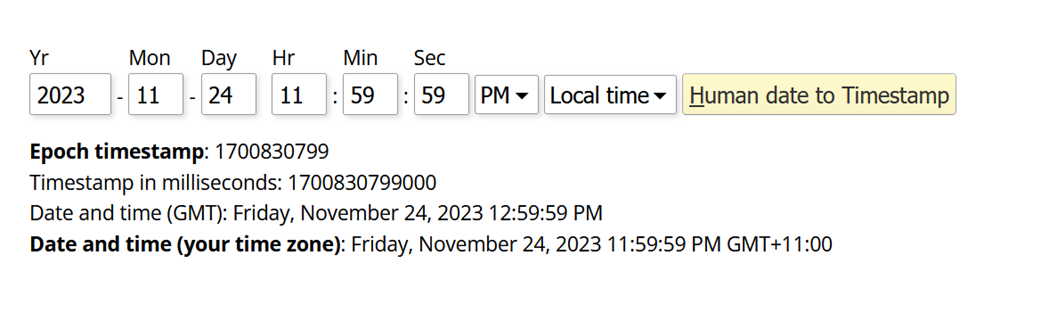 Yr Mon Day Hr Min Sec
2023 - 11 - 24 11 : 59 : 59 PM Local time Human date to Timestamp
Epoch timestamp: 1700830799
Timestamp in milliseconds: 1700830799000
Date and time (GMT): Friday, November 24, 2023 12:59:59 PM
Date and time (your time zone): Friday, November 24, 2023 11:59:59 PM GMT+11:00